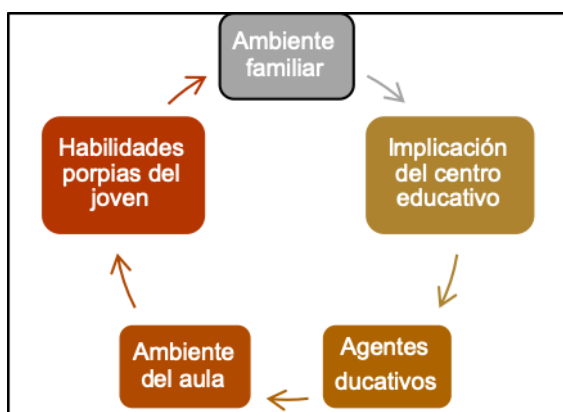 Ambiente
familiar
Implicación
del centro
educativo
Agentes
ducativos
Ambiente
del aula
Habilidades
porpias del
joven